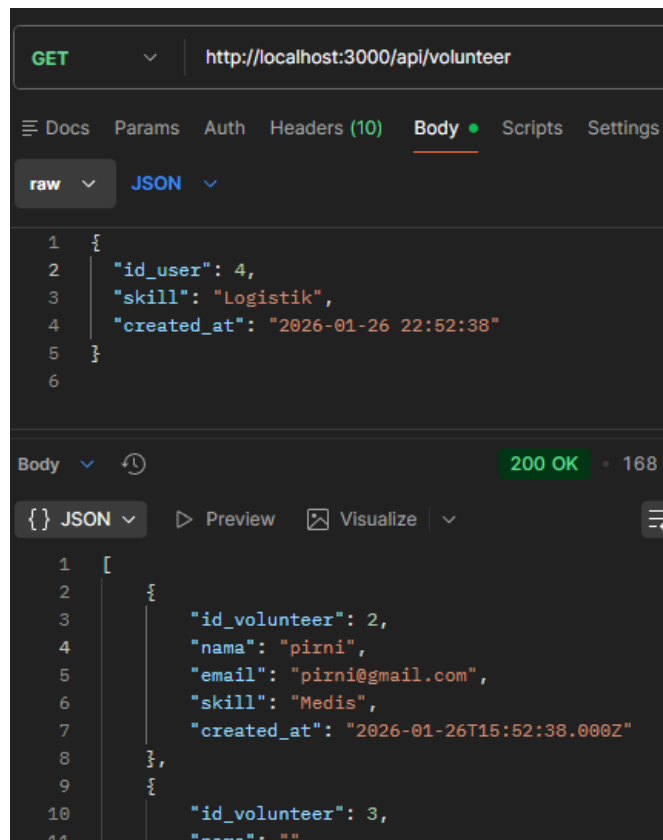 GET http://localhost:3000/api/volunteer
Docs Params Auth Headers (10) Body Scripts Settings
raw JSON
1 {
2 "id_user": 4,
3 "skill": "Logistik",
4 "created_at": "2026-01-26 22:52:38"
5 }
6
Body 200 OK 168
{} JSON Preview Visualize
1 [
2 {
3 "id_volunteer": 2,
4 "nama": "pirni",
5 "email": "pirni@gmail.com",
6 "skill": "Medis",
7 "created_at": "2026-01-26T15:52:38.000Z"
8 },
9 {
10 "id_volunteer": 3,